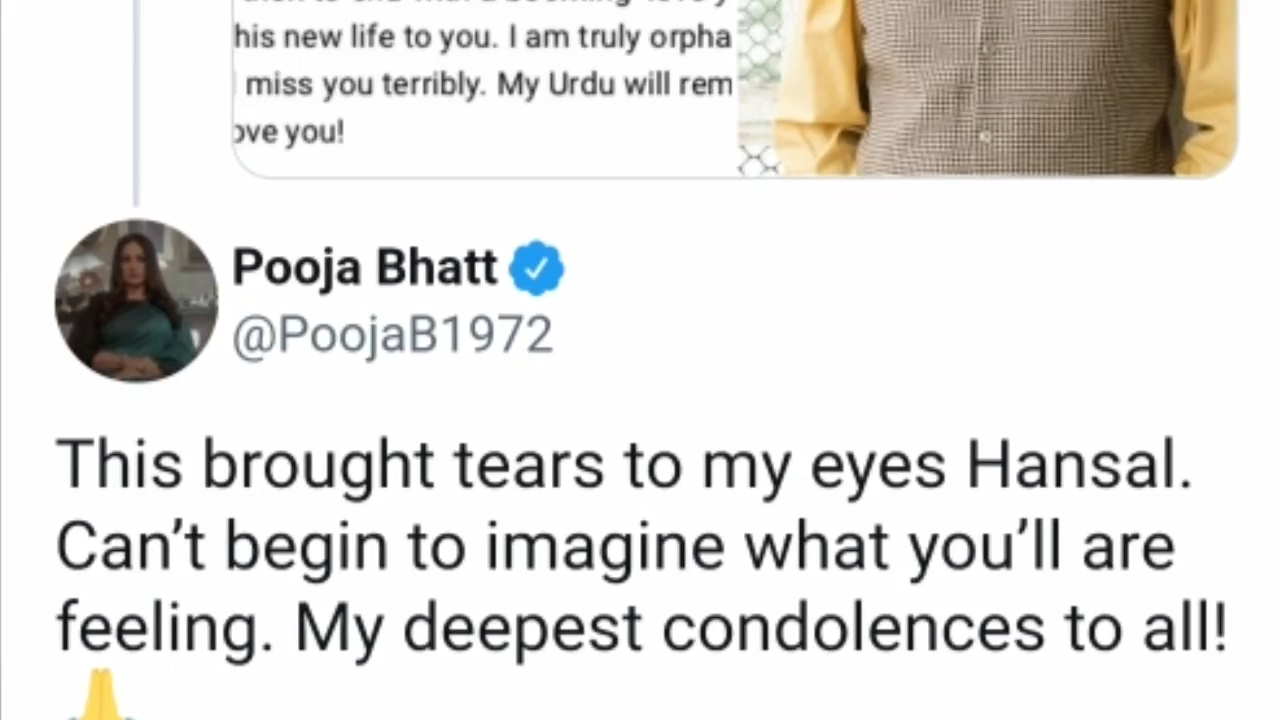 his new life to you. I am truly orpha
miss you terribly. My Urdu will rem
ove you!
Pooja Bhatt
@PoojaB1972
This brought tears to my eyes Hansal.
Can’t begin to imagine what you’ll are
feeling. My deepest condolences to all!